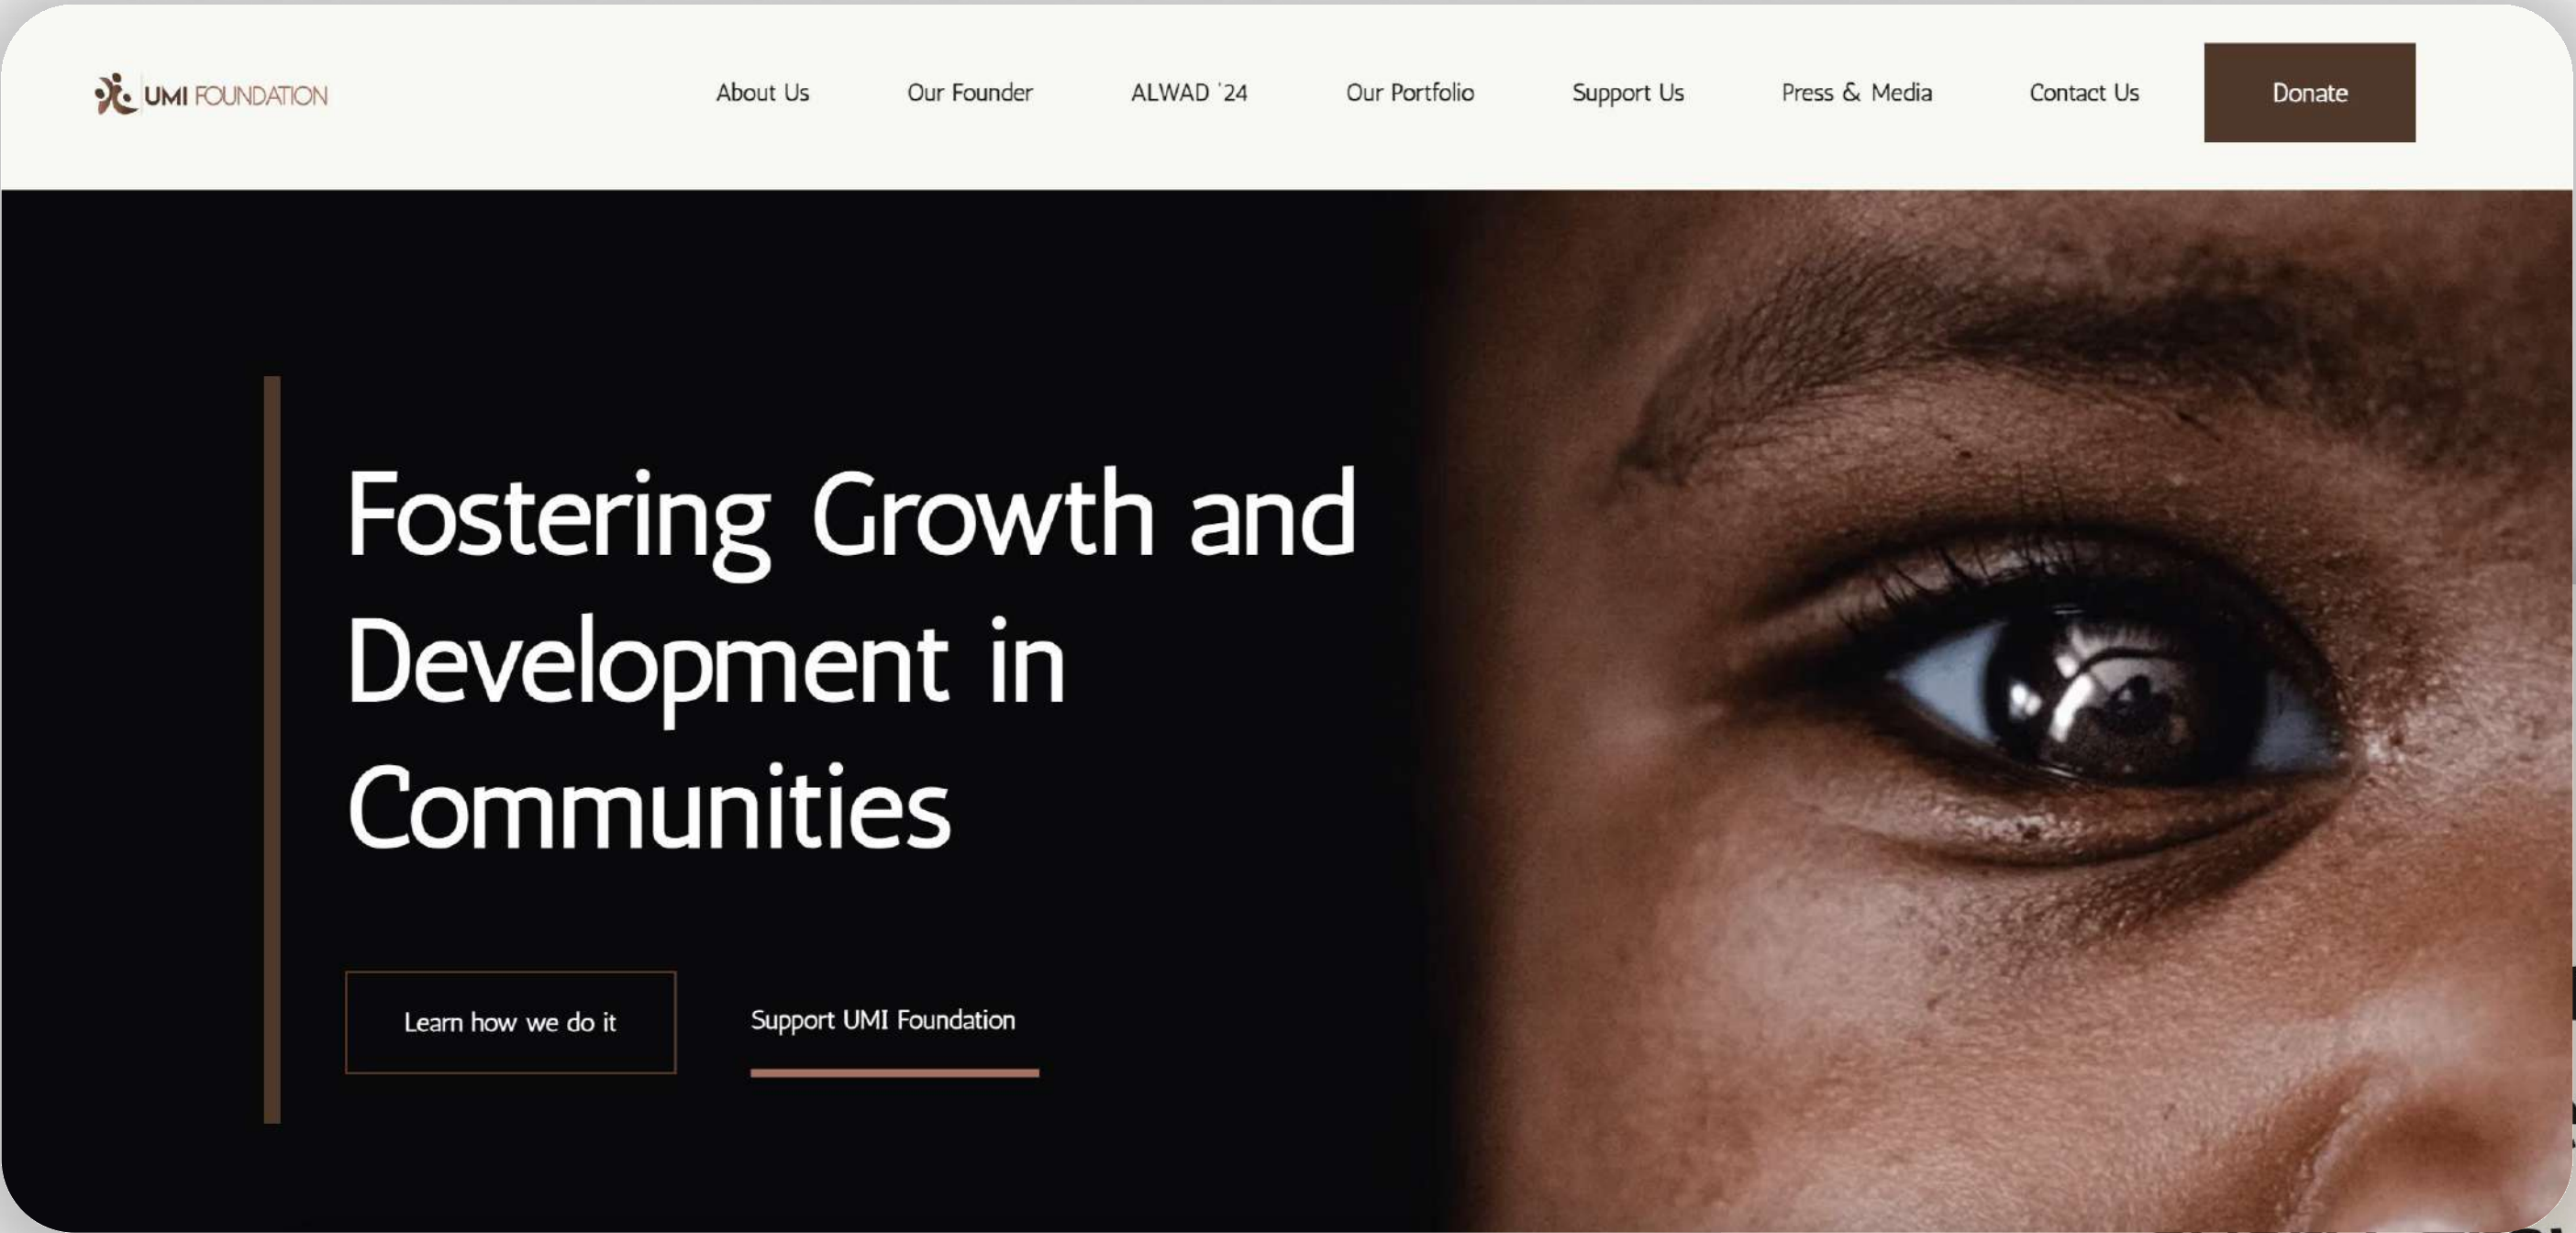 UMI FOUNDATION
About Us
Our Founder
ALWAD '24
Our Portfolio
Support Us
Press & Media
Contact Us
Donate
Fostering Growth and
Development in
Communities
Learn how we do it
Support UMI Foundation